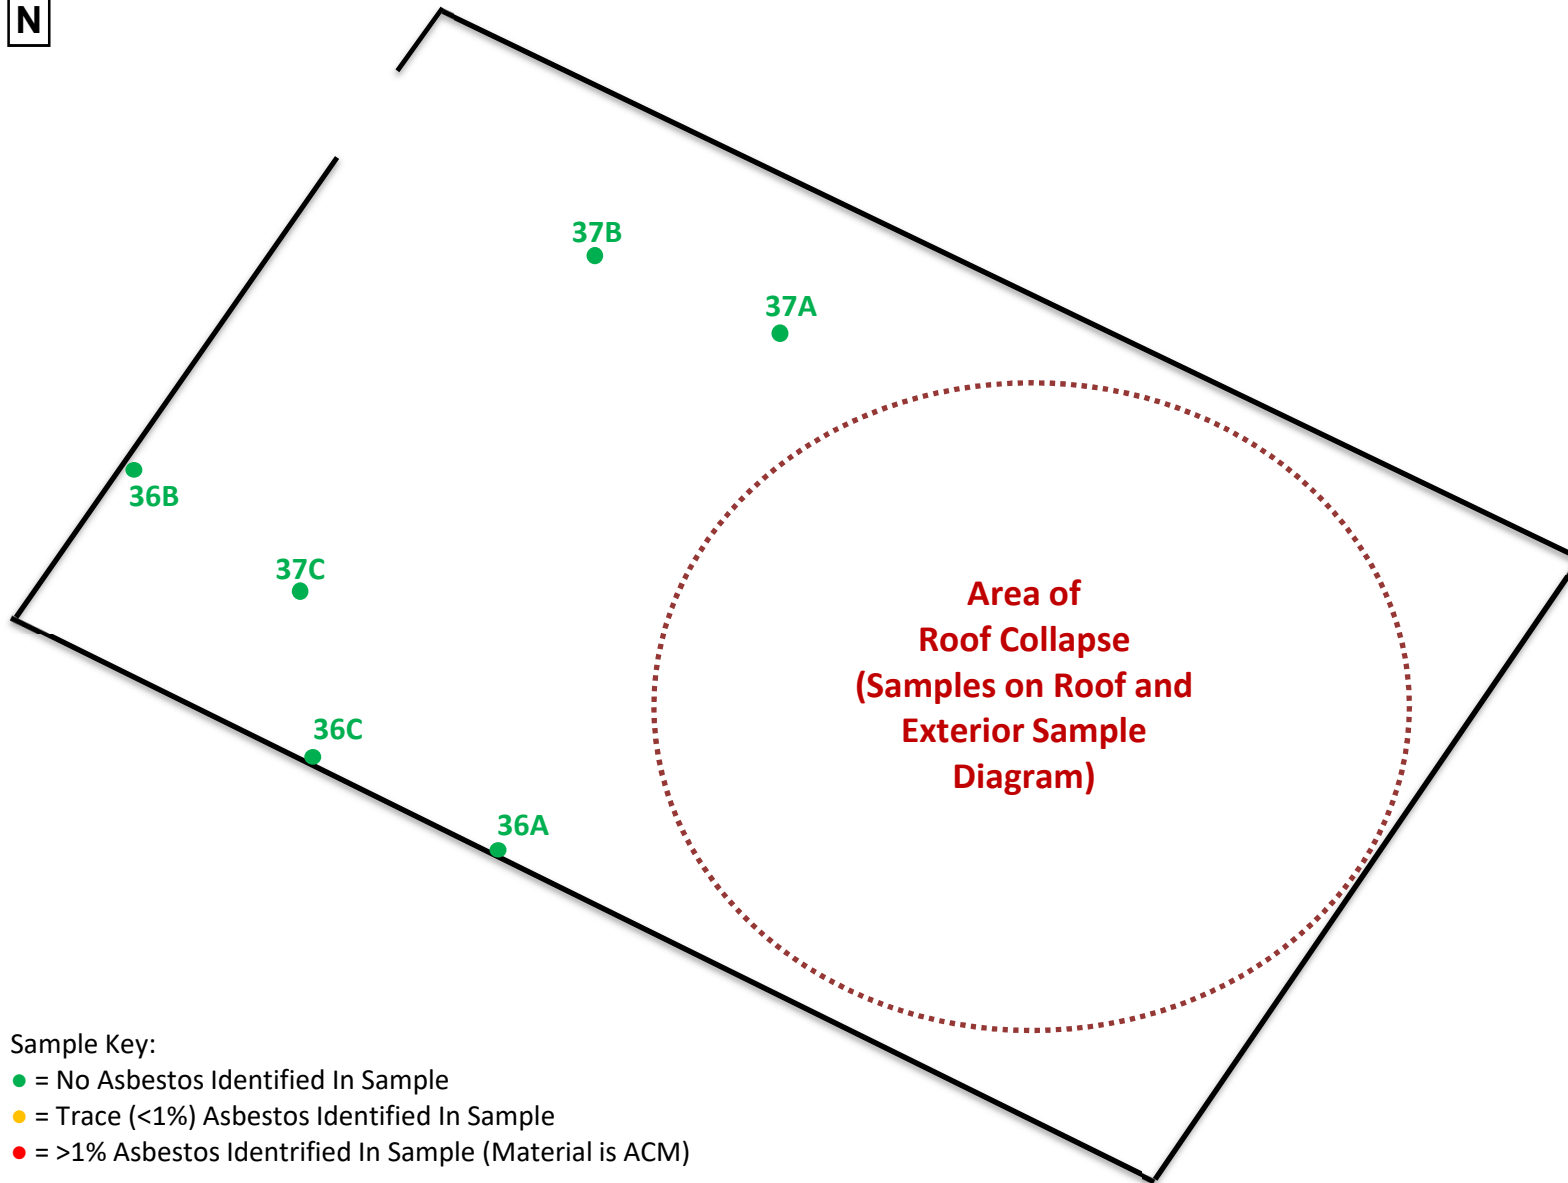 N
37B
37A
36B
37C
Area of
Roof Collapse
(Samples on Roof and
Exterior Sample
Diagram)
36C
36A
Sample Key:
= No Asbestos Identified In Sample
= Trace (<1%) Asbestos Identified In Sample
= >1% Asbestos Identrified In Sample (Material is ACM)